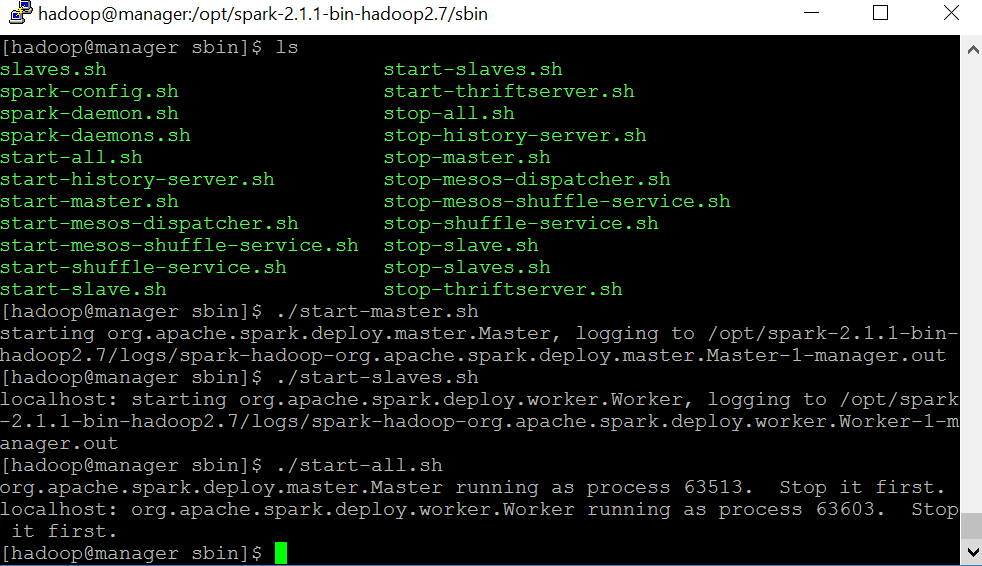 hadoop@manager:/opt/spark-2.1.1-bin-hadoop2.7/sbin
[hadoop@manager sbin]$ ls
slaves.sh                       start-slaves.sh
spark-config.sh                 start-thriftserver.sh
spark-daemon.sh                 stop-all.sh
spark-daemons.sh                stop-history-server.sh
start-all.sh                    stop-master.sh
start-history-server.sh         stop-mesos-dispatcher.sh
start-master.sh                 stop-mesos-shuffle-service.sh
start-mesos-dispatcher.sh       stop-shuffle-service.sh
start-mesos-shuffle-service.sh  stop-slave.sh
start-shuffle-service.sh        stop-slaves.sh
start-slave.sh                  stop-thriftserver.sh
[hadoop@manager sbin]$ ./start-master.sh
starting org.apache.spark.deploy.master.Master, logging to /opt/spark-2.1.1-bin-
hadoop2.7/logs/spark-hadoop-org.apache.spark.deploy.master.Master-1-manager.out
[hadoop@manager sbin]$ ./start-slaves.sh
localhost: starting org.apache.spark.deploy.worker.Worker, logging to /opt/spark
-2.1.1-bin-hadoop2.7/logs/spark-hadoop-org.apache.spark.deploy.worker.Worker-1-m
anager.out
[hadoop@manager sbin]$ ./start-all.sh
org.apache.spark.deploy.master.Master running as process 63513.  Stop it first.
localhost: org.apache.spark.deploy.worker.Worker running as process 63603.  Stop
 it first.
[hadoop@manager sbin]$